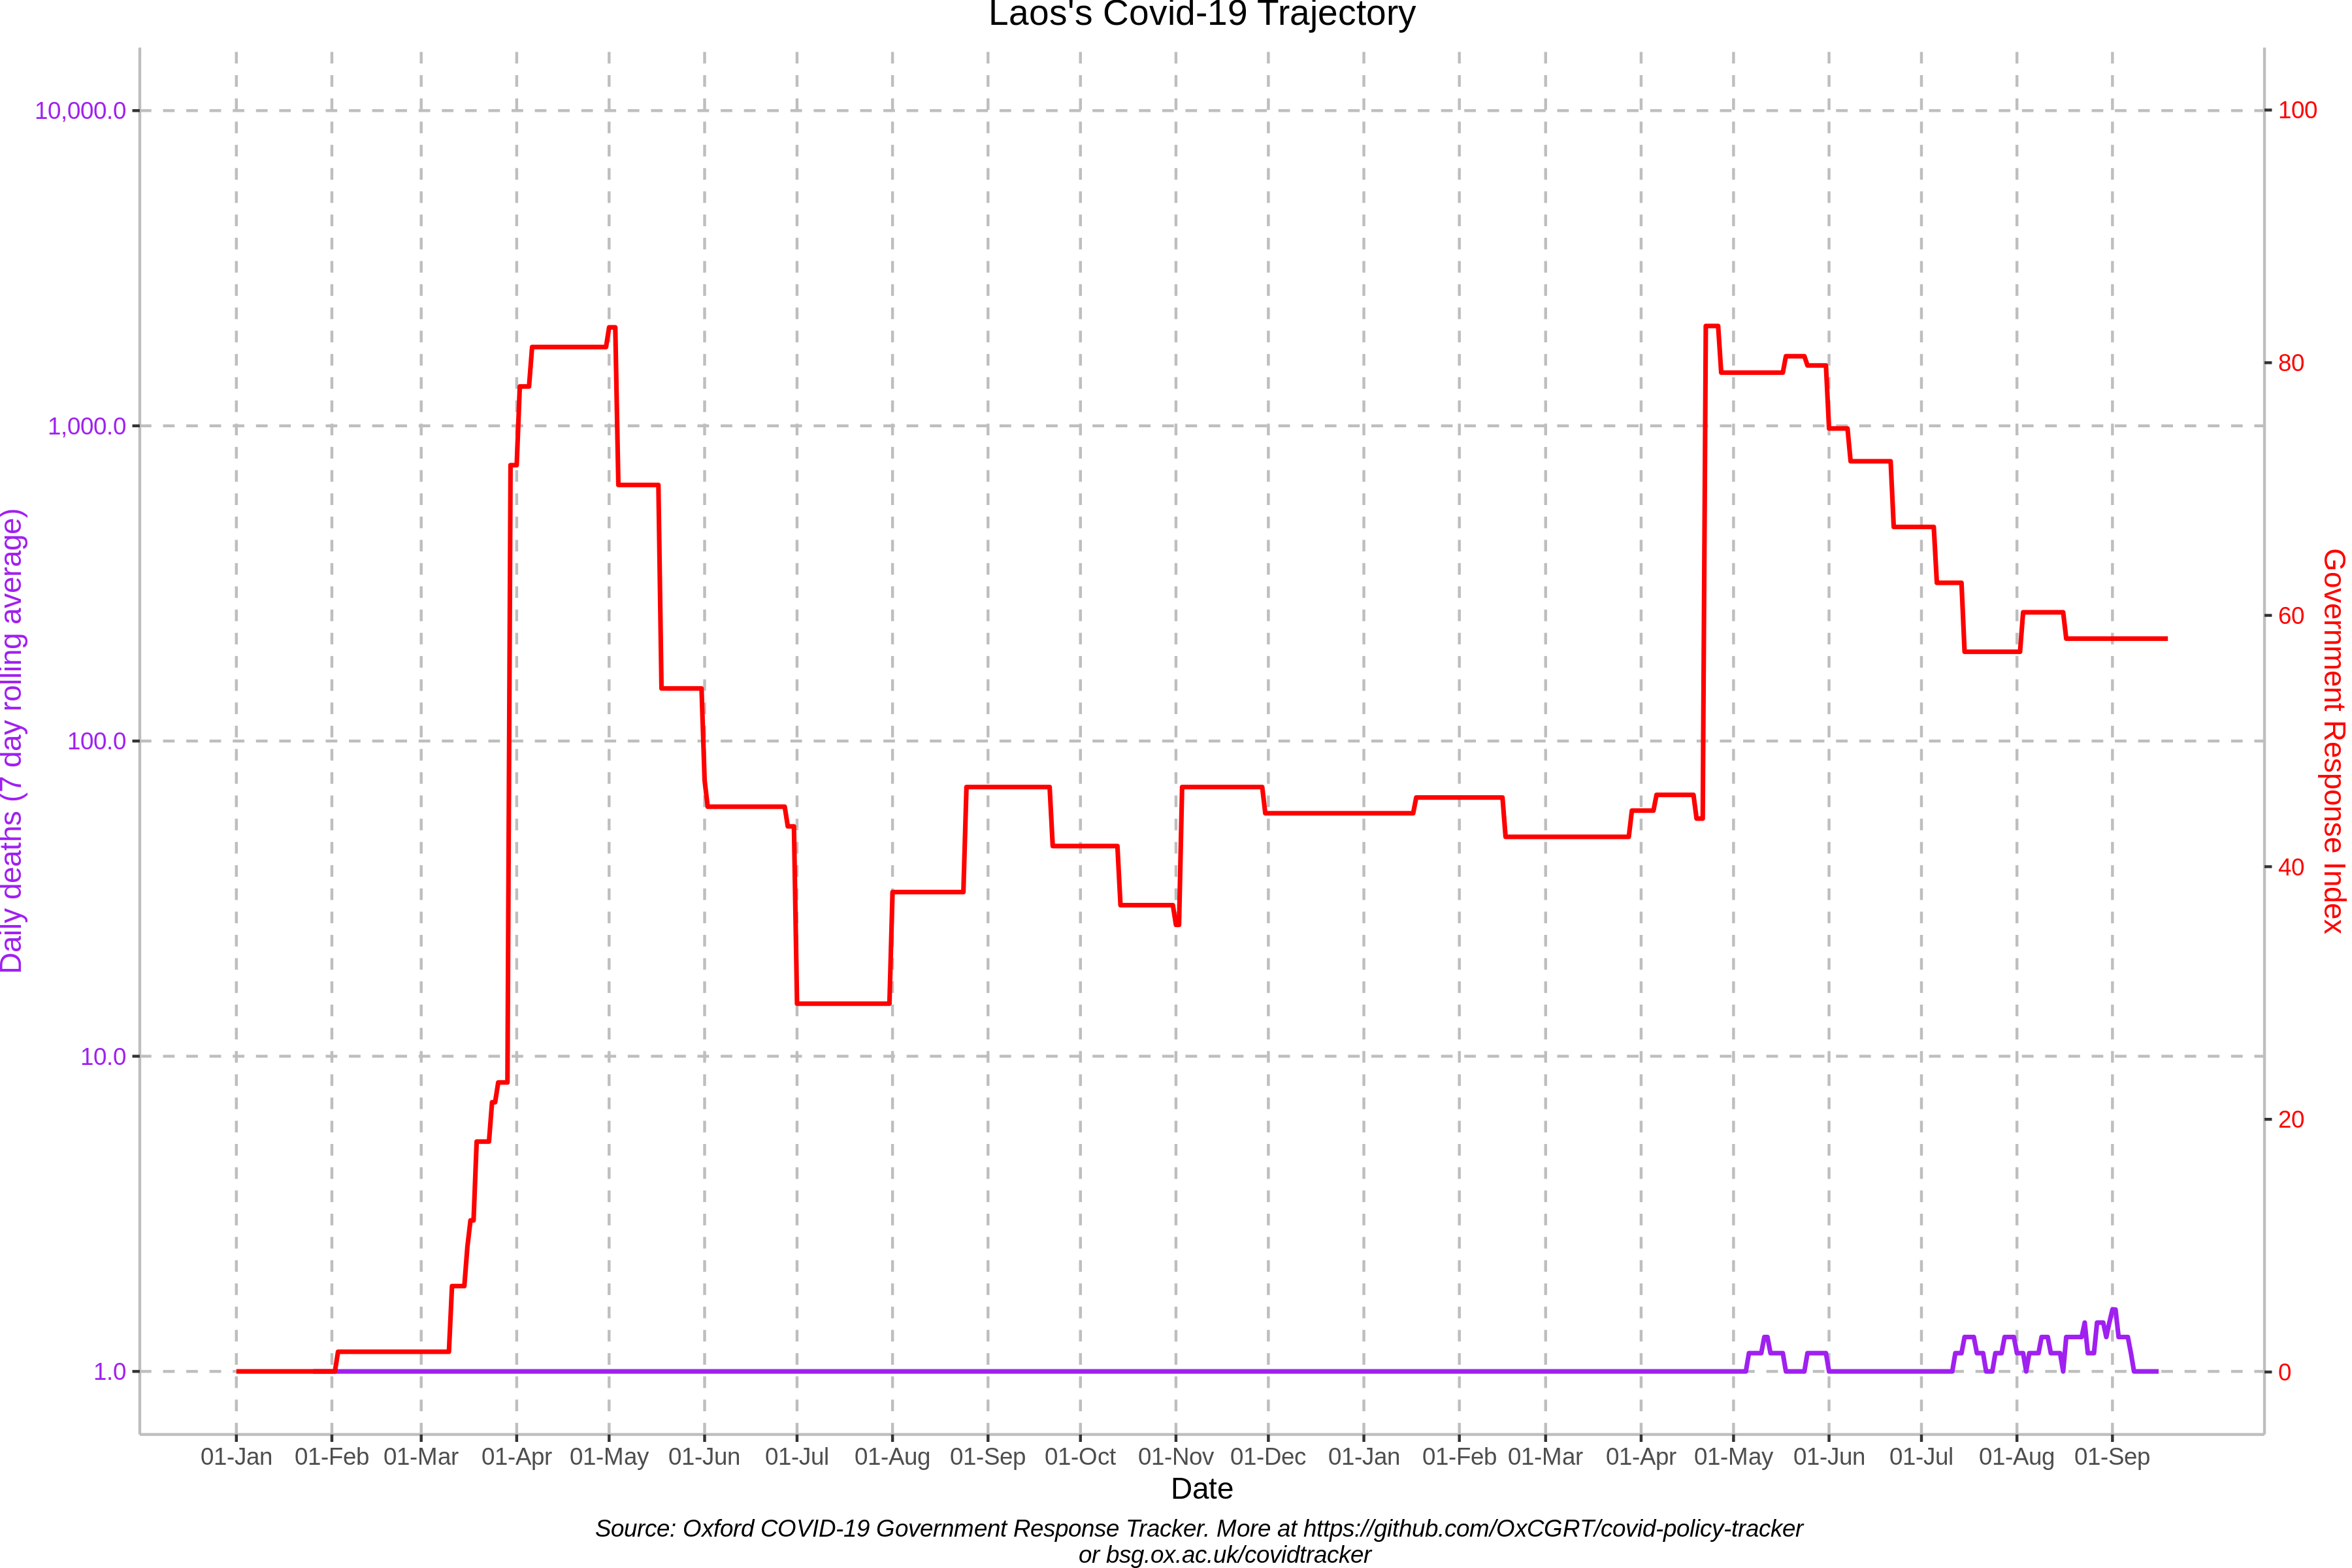 Laos's Covid-19 Trajectory
10,000.0
1,000.0
100.0
10.0
1.0
Daily deaths (7 day rolling average)
100
80
60
40
20
0
Government Response Index
01-Jan 01-Feb 01-Mar 01-Apr 01-May 01-Jun 01-Jul 01-Aug 01-Sep 01-Oct 01-Nov 01-Dec 01-Jan 01-Feb 01-Mar 01-Apr 01-May 01-Jun 01-Jul 01-Aug 01-Sep
Date
Source: Oxford COVID-19 Government Response Tracker. More at https://github.com/OxCGRT/covid-policy-tracker
or bsg.ox.ac.uk/covidtracker